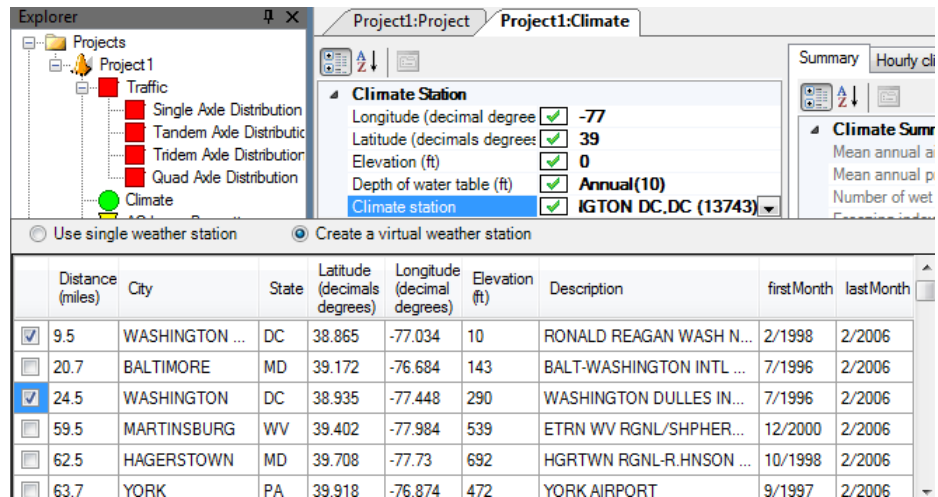 Explorer
Project1:Project Project1:Climate
Projects
Project1
Traffic
Single Axle Distribution
Tandem Axle Distributic
Tridem Axle Distribution
Quad Axle Distribution
Climate
Climate Station
Longitude (decimal degree -77
Latitude (decimals degrees 39
Elevation (ft) 0
Depth of water table (ft) Annual(10)
Climate station IGTON DC,DC (13743)
Summary Hourly cli
Climate Summ
Mean annual ai
Mean annual pr
Number of wet
Use single weather station Create a virtual weather station
Distance (miles) City State Latitude (decimals degrees) Longitude (decimal degrees) Elevation (ft) Description firstMonth lastMonth
9.5 WASHINGTON ... DC 38.865 -77.034 10 RONALD REAGAN WASH N... 2/1998 2/2006
20.7 BALTIMORE MD 39.172 -76.684 143 BALT-WASHINGTON INTL ... 7/1996 2/2006
24.5 WASHINGTON DC 38.935 -77.448 290 WASHINGTON DULLES IN... 7/1996 2/2006
59.5 MARTINSBURG WV 39.402 -77.984 539 ETRN WV RGNL/SHPHER... 12/2000 2/2006
62.5 HAGERSTOWN MD 39.708 -77.73 692 HGRTWN RGNL-R.HNSON ... 10/1998 2/2006
63.7 YORK PA 39.918 -76.874 472 YORK AIRPORT 9/1997 2/2006